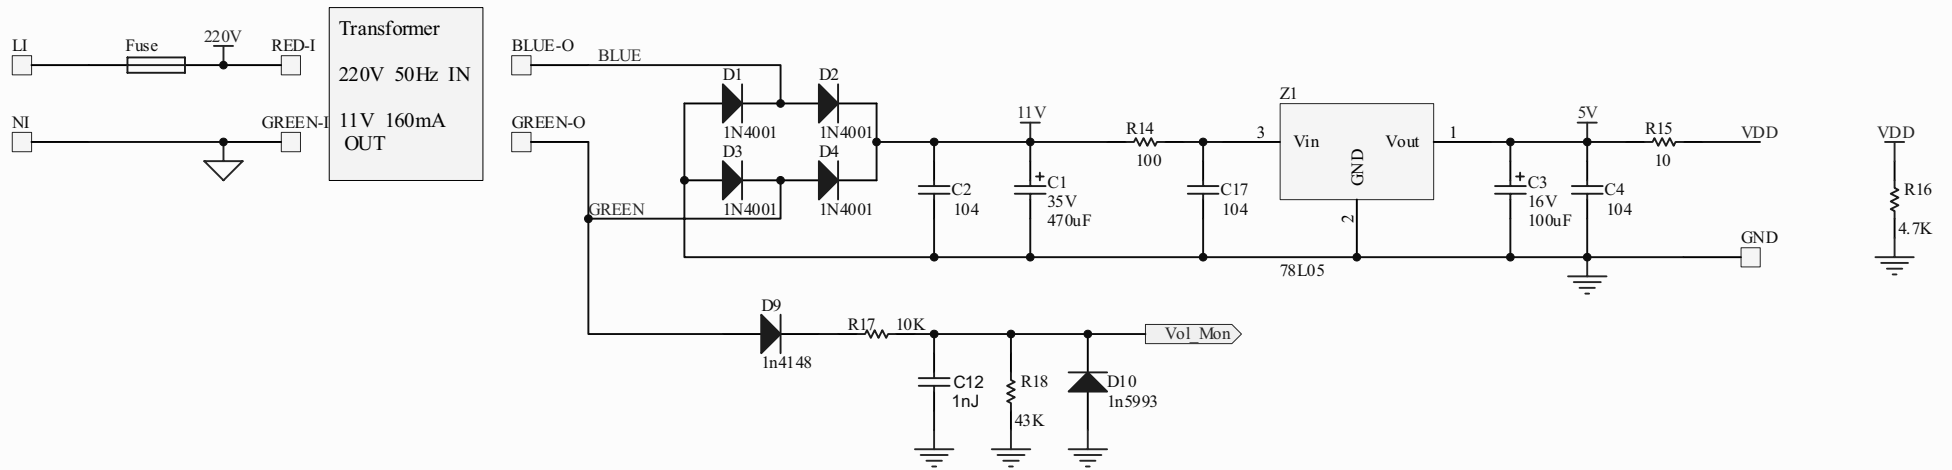 LI
Fuse
220V
RED-I
NI
GREEN-I
Transformer
220V 50Hz IN
11V 160mA
OUT
BLUE-O
BLUE
GREEN-O
GREEN
D1
1N4001
D2
1N4001
D3
1N4001
D4
1N4001
C2
104
11V
+
C1
35V
470uF
R14
100
C17
104
Z1
3
Vin
Vout
1
GND
2
78L05
+
C3
16V
100uF
5V
C4
104
R15
10
VDD
GND
VDD
R16
4.7K
D9
1n4148
R17 10K
C12
1nJ
R18
43K
D10
1n5993
Vol_Mon